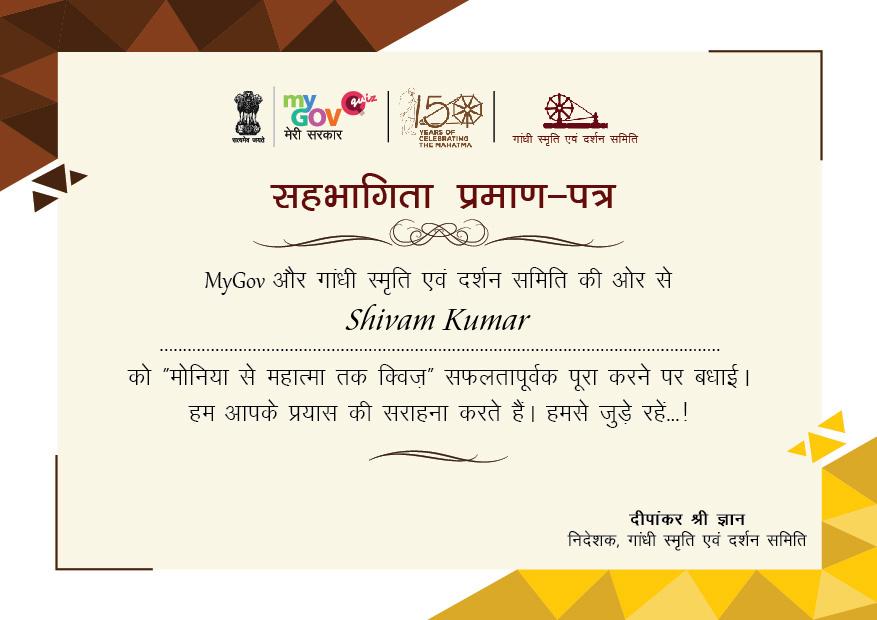 सत्यमेव जयते
my GOV quiz
मेरी सरकार
150
YEARS OF
CELEBRATING
THE MAHATMA
गांधी स्मृति एवं दर्शन समिति
सहभागिता प्रमाण–पत्र
MyGov और गांधी स्मृति एवं दर्शन समिति की ओर से
Shivam Kumar
को "मोनिया से महात्मा तक क्विज़" सफलतापूर्वक पूरा करने पर बधाई।
हम आपके प्रयास की सराहना करते हैं। हमसे जुड़े रहें...!
दीपांकर श्री ज्ञान
निदेशक, गांधी स्मृति एवं दर्शन समिति